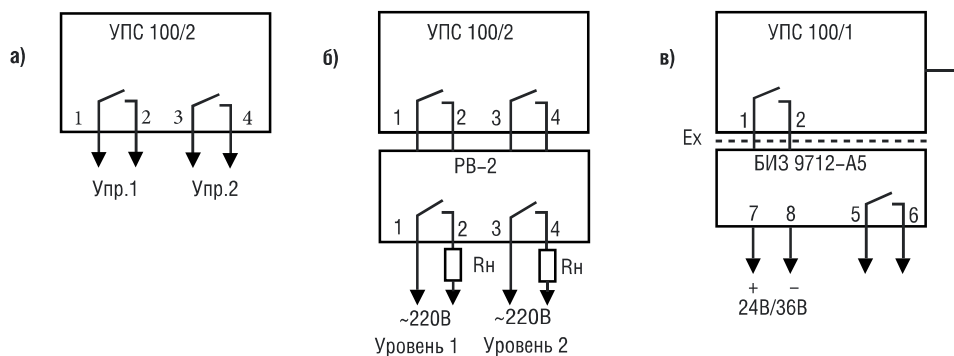 а)
УПС 100/2
1
2
3
4
Упр.1
Упр.2
б)
УПС 100/2
1
2
3
4
РВ–2
1
2
3
4
Rн
Rн
~220В
~220В
Уровень 1
Уровень 2
в)
УПС 100/1
1
2
Ex
БИЗ 9712–А5
7
8
5
6
+
–
24В/36В